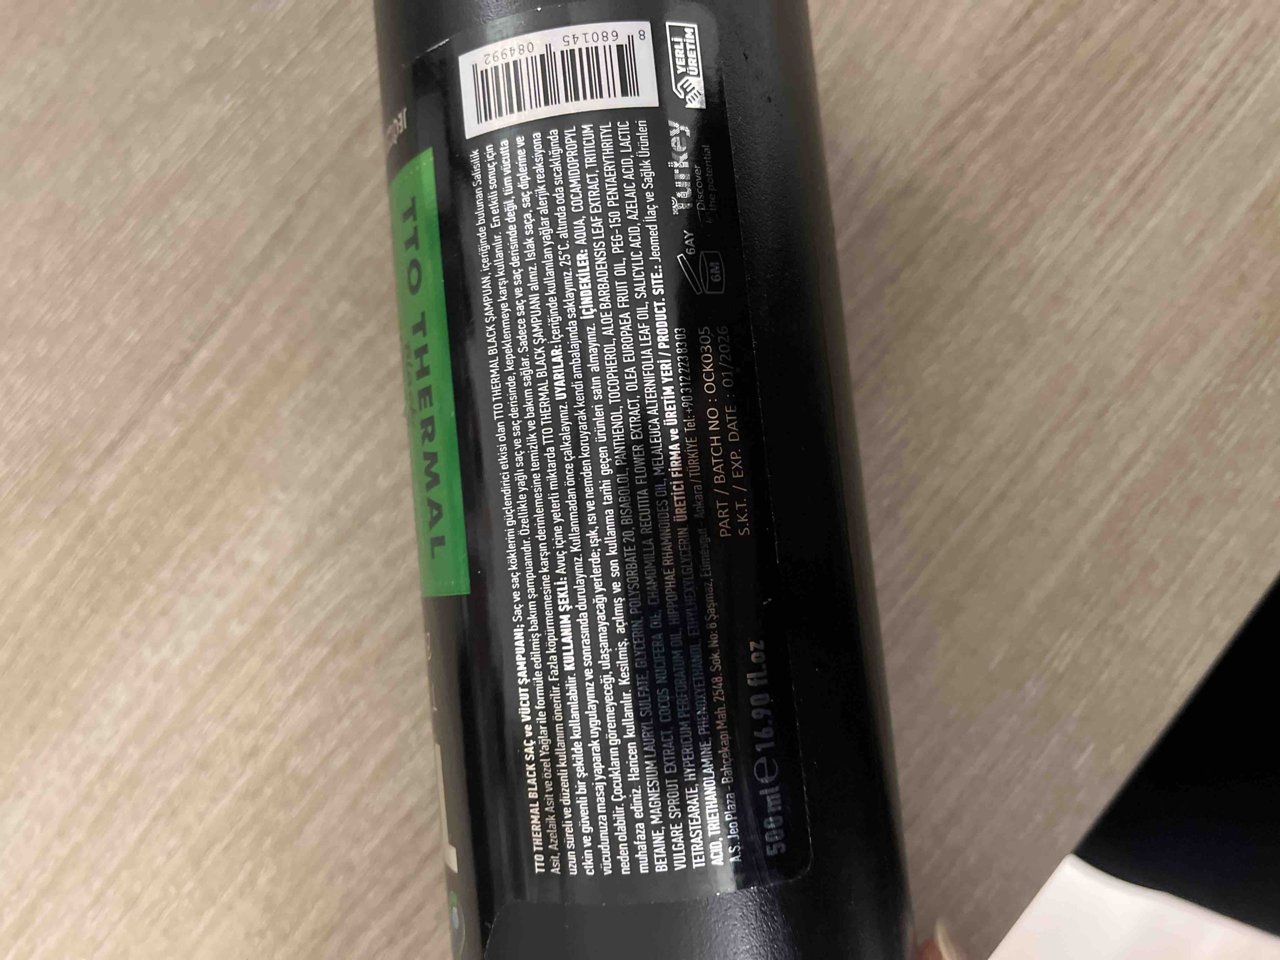 TTO THERMAL
TTO THERMAL BLACK SAÇ ve VÜCUT ŞAMPUANI; Saç ve saç köklerini güçlendirici etkisi olan TTO THERMAL BLACK ŞAMPUAN, içeriğinde bulunan Salisilik
Asit, Azelaik Asit ve özel Yağlar ile formüle edilmiş bakım şampuanıdır. Özellikle yağlı saç ve saç derisinde, kepeklenmeye karşı kullanılır. En etkili sonuç için
uzun süreli ve düzenli kullanım önerilir. Fazla köpürmemesine karşın derinlemesine temizlik ve bakım sağlar. Sadece saç ve saç derisinde değil, tüm vücutta
etkin ve güvenli bir şekilde kullanılabilir. KULLANIM ŞEKLİ: Avuç içine yeterli miktarda TTO THERMAL BLACK ŞAMPUANI alınız. Islak saça, saç diplerine ve
vücudunuza masaj yaparak uygulayınız ve sonrasında durulayınız. Kullanmadan önce çalkalayınız. UYARILAR: İçeriğinde kullanılan yağlar alerjik reaksiyona
neden olabilir. Çocukların göremeyeceği, ulaşamayacağı yerlerde; ışık, ısı ve nemden koruyarak kendi ambalajında saklayınız. 25°C. altında oda sıcaklığında
muhafaza ediniz. Haricen kullanılır. Kesilmiş, açılmış ve son kullanma tarihi geçen ürünleri satın almayınız. İÇİNDEKİLER: AQUA, COCAMIDOPROPYL
BETAINE, MAGNESIUM LAURYL SULFATE, GLYCERIN, POLYSORBATE 20, BISABOLOL, PANTHENOL, TOCOPHEROL, ALOE BARBADENSIS LEAF EXTRACT, TRITICUM
VULGARE SPROUT EXTRACT, COCOS NUCIFERA OIL, CHAMOMILLA RECUTITA FLOWER EXTRACT, OLEA EUROPAEA FRUIT OIL, PEG-150 PENTAERYTHRITYL
TETRASTEARATE, HYPERICUM PERFORATUM OIL, HIPPOPHAE RHAMNOIDES OIL, MELALEUCA ALTERNIFOLIA LEAF OIL, SALICYLIC ACID, AZELAIC ACID, LACTIC
ACID, TRIETHANOLAMINE, PHENOXYETHANOL, ETHYLHEXYLGLYCERIN ÜRETİCİ FİRMA ve ÜRETİM YERİ / PRODUCT. SITE.: Jeomed İlaç ve Sağlık Ürünleri
A.Ş. Jeo Plaza - Bahçekapı Mah. 2548. Sok. No: 6 Şaşmaz, Etimesgut - Ankara / TÜRKİYE Tel:+90 312 223 83 03
PART / BATCH NO : OCK0305
S.K.T. / EXP. DATE : 01/2026
500 ml e 16.90 fl.oz
6M
6AY
Turkey
Discover
the potential
YERLİ
ÜRETİM
8 680145 084992